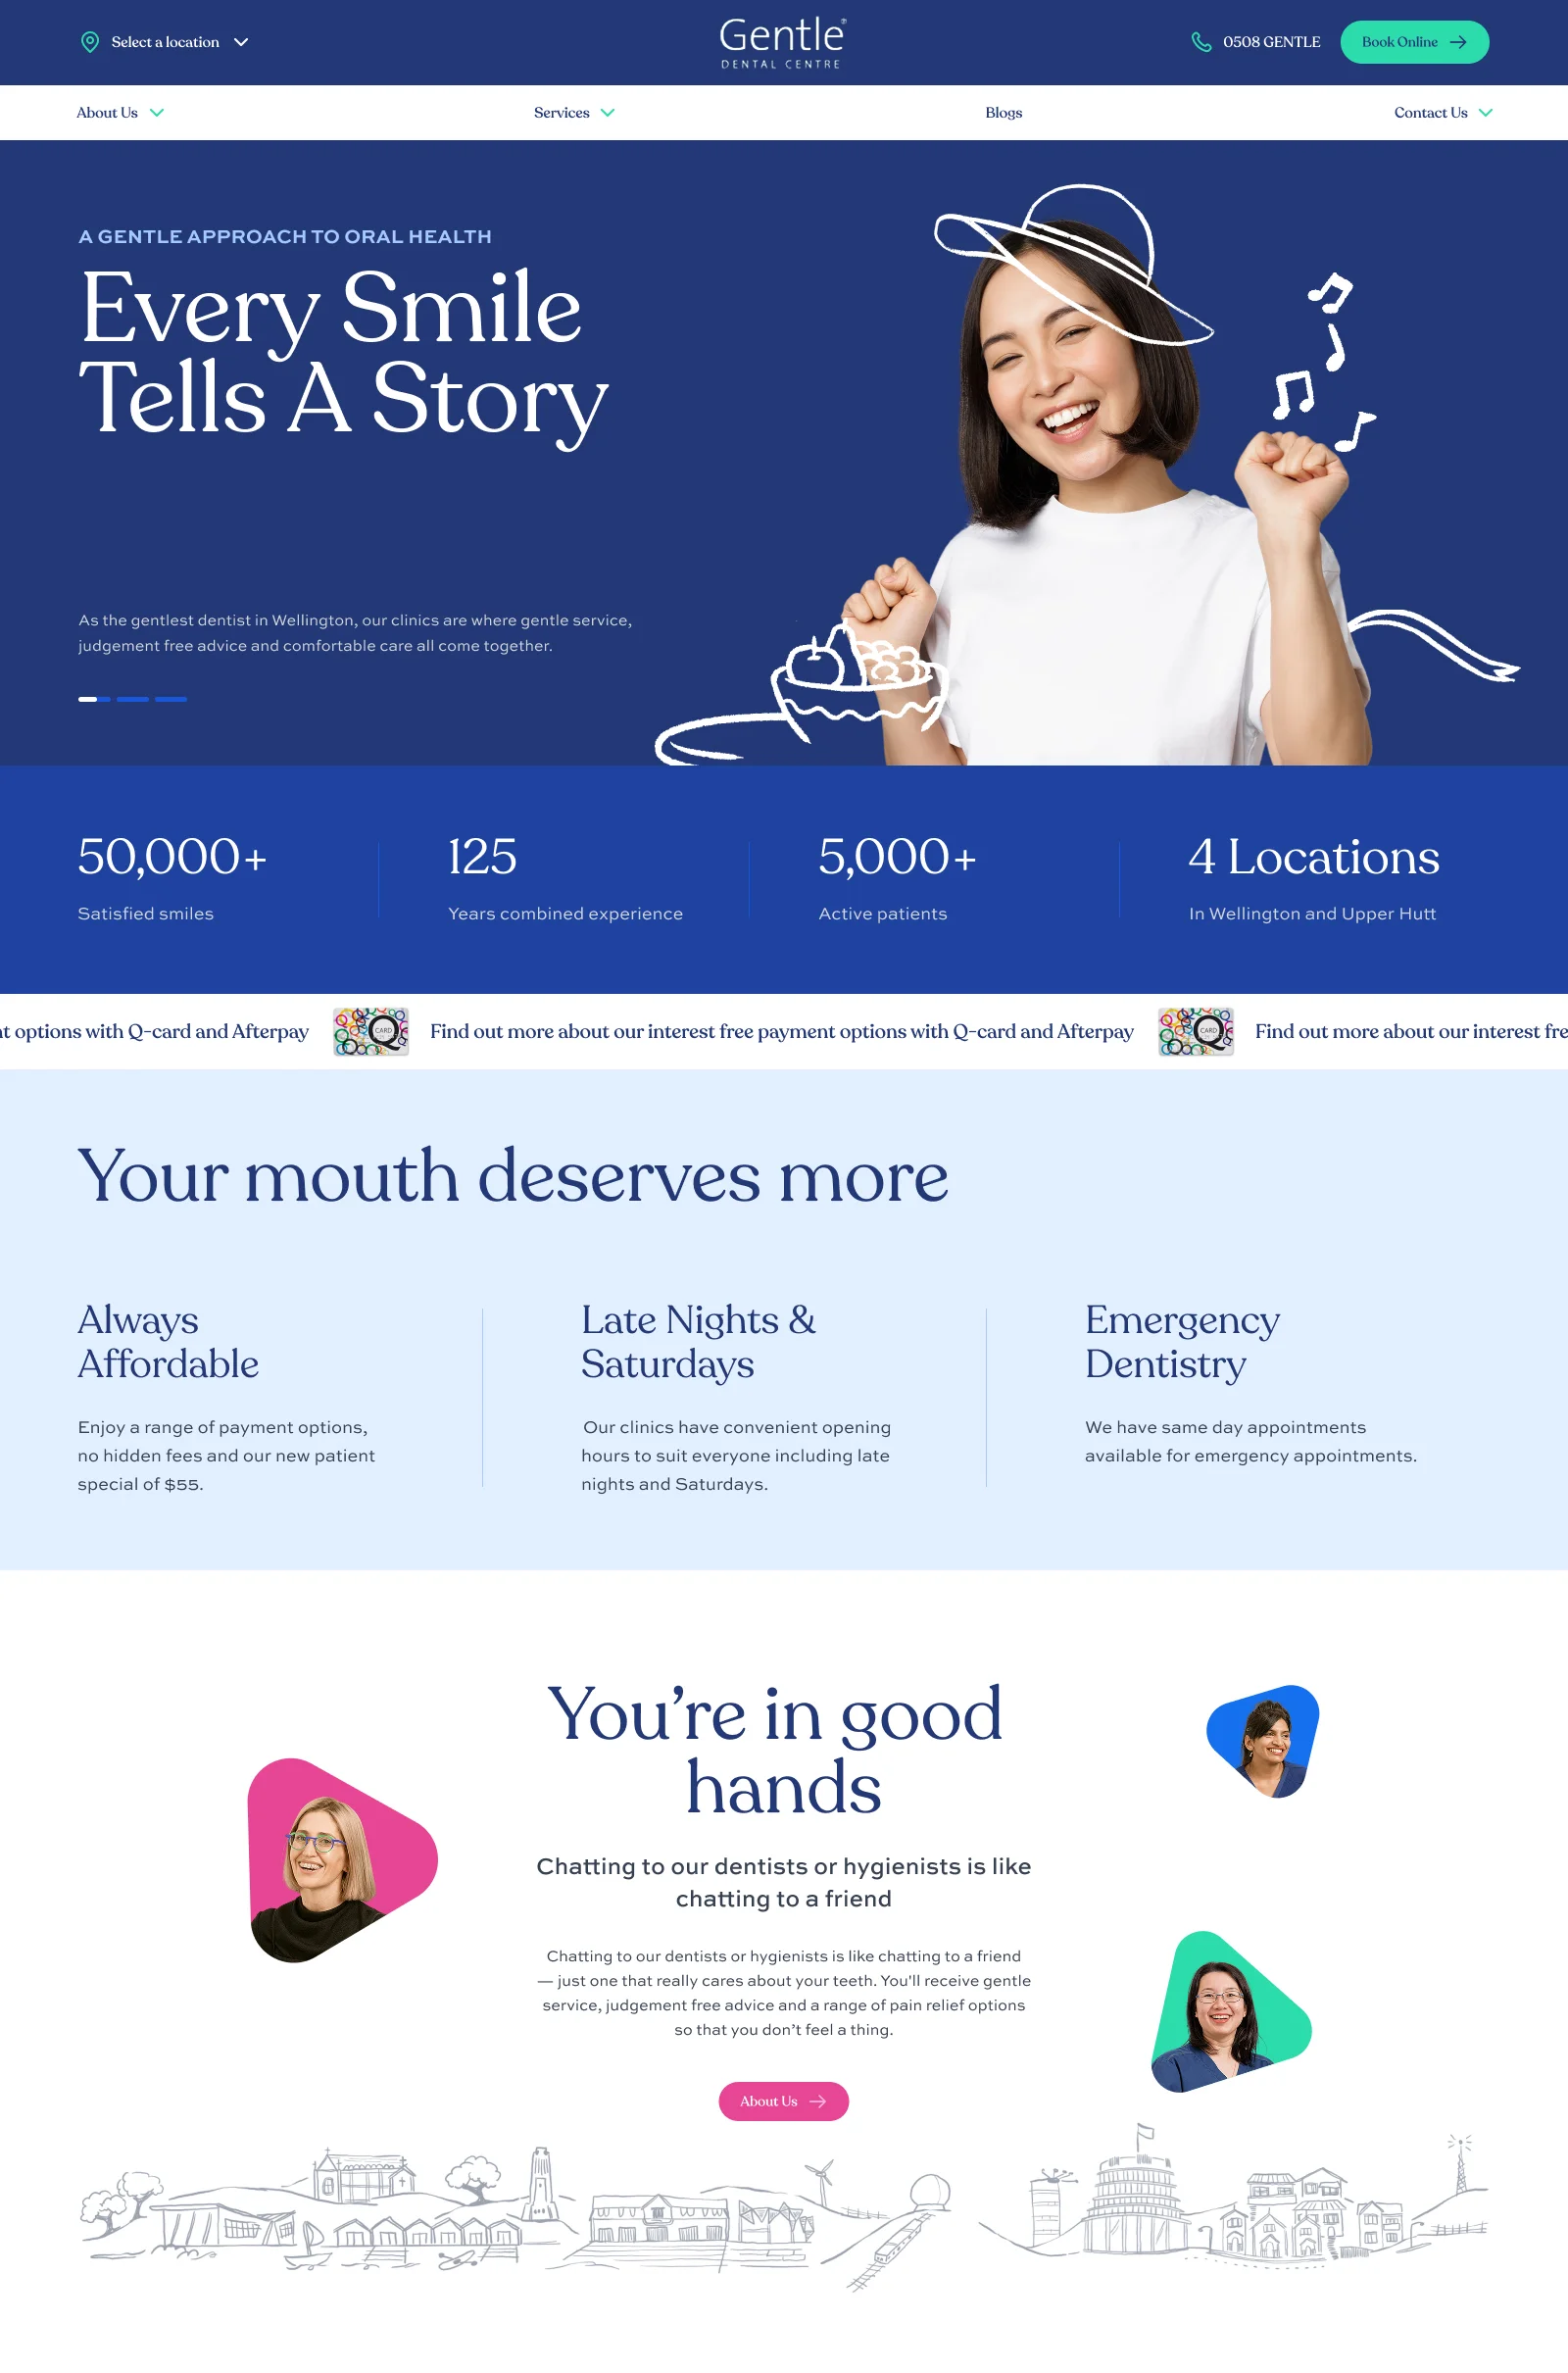 Select a location
Gentle®
DENTAL CENTRE
0508 GENTLE
Book Online
About Us
Services
Blogs
Contact Us
A GENTLE APPROACH TO ORAL HEALTH
Every Smile
Tells A Story
As the gentlest dentist in Wellington, our clinics are where gentle service,
judgement free advice and comfortable care all come together.
50,000+
Satisfied smiles
125
Years combined experience
5,000+
Active patients
4 Locations
In Wellington and Upper Hutt
t options with Q-card and Afterpay
Q CARD
Find out more about our interest free payment options with Q-card and Afterpay
Q CARD
Find out more about our interest fre
Your mouth deserves more
Always
Affordable
Enjoy a range of payment options,
no hidden fees and our new patient
special of $55.
Late Nights &
Saturdays
Our clinics have convenient opening
hours to suit everyone including late
nights and Saturdays.
Emergency
Dentistry
We have same day appointments
available for emergency appointments.
You’re in good
hands
Chatting to our dentists or hygienists is like
chatting to a friend
Chatting to our dentists or hygienists is like chatting to a friend
— just one that really cares about your teeth. You'll receive gentle
service, judgement free advice and a range of pain relief options
so that you don’t feel a thing.
About Us